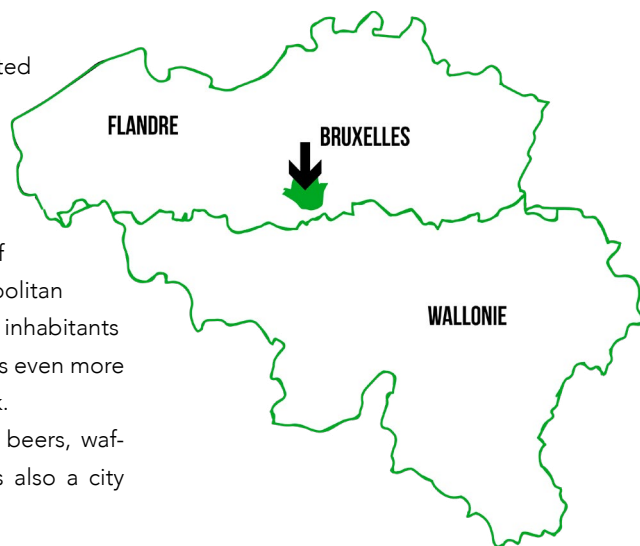 ted
FLANDRE
BRUXELLES
f
politan
inhabitants
s even more
.
beers, waf-
s also a city
WALLONIE